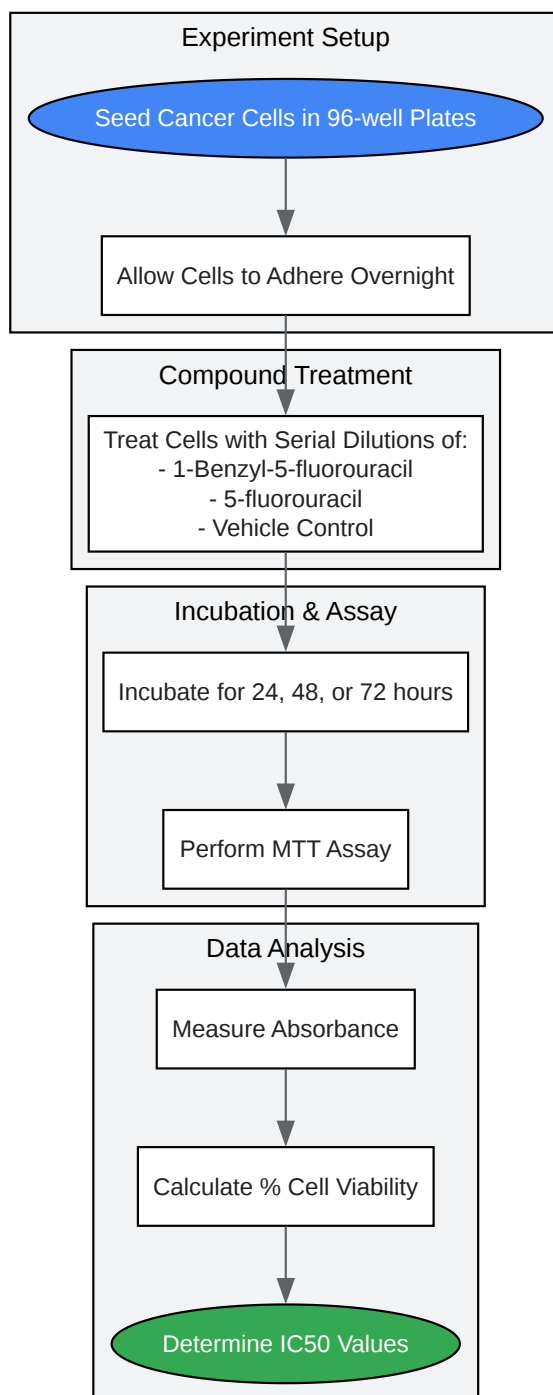 Experiment Setup
Seed Cancer Cells in 96-well Plates
Allow Cells to Adhere Overnight
Compound Treatment
Treat Cells with Serial Dilutions of:
- 1-Benzyl-5-fluorouracil
- 5-fluorouracil
- Vehicle Control
Incubation & Assay
Incubate for 24, 48, or 72 hours
Perform MTT Assay
Data Analysis
Measure Absorbance
Calculate % Cell Viability
Determine IC50 Values